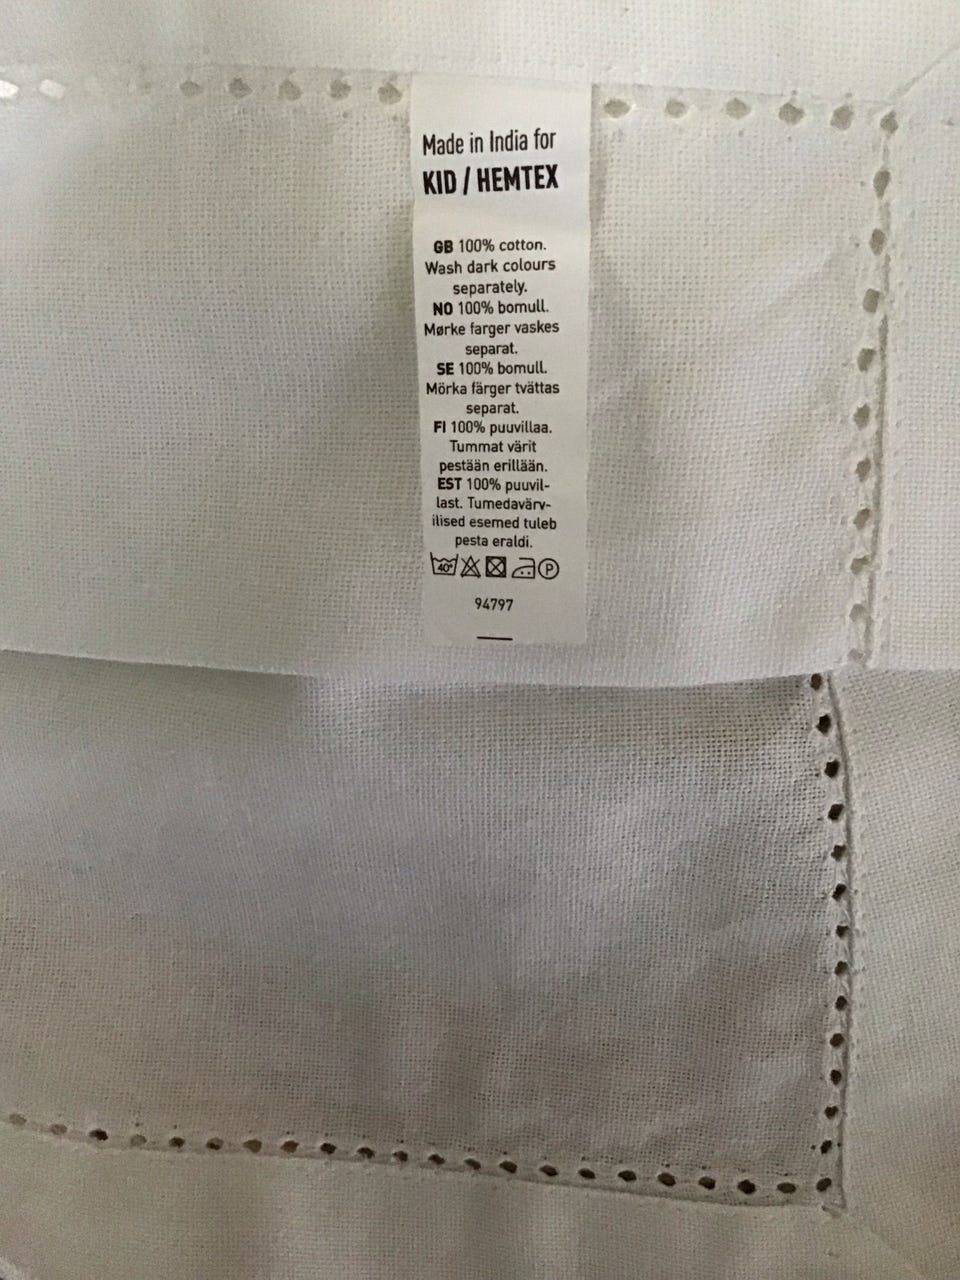 Made in India for
KID / HEMTEX
GB 100% cotton.
Wash dark colours
separately.
NO 100% bomull.
Mørke farger vaskes
separat.
SE 100% bomull.
Mörka färger tvättas
separat.
FI 100% puuvillaa.
Tummat värit
pestään erillään.
EST 100% puuvil-
last. Tumedavärv-
ilised esemed tuleb
pesta eraldi.
40° P
94797